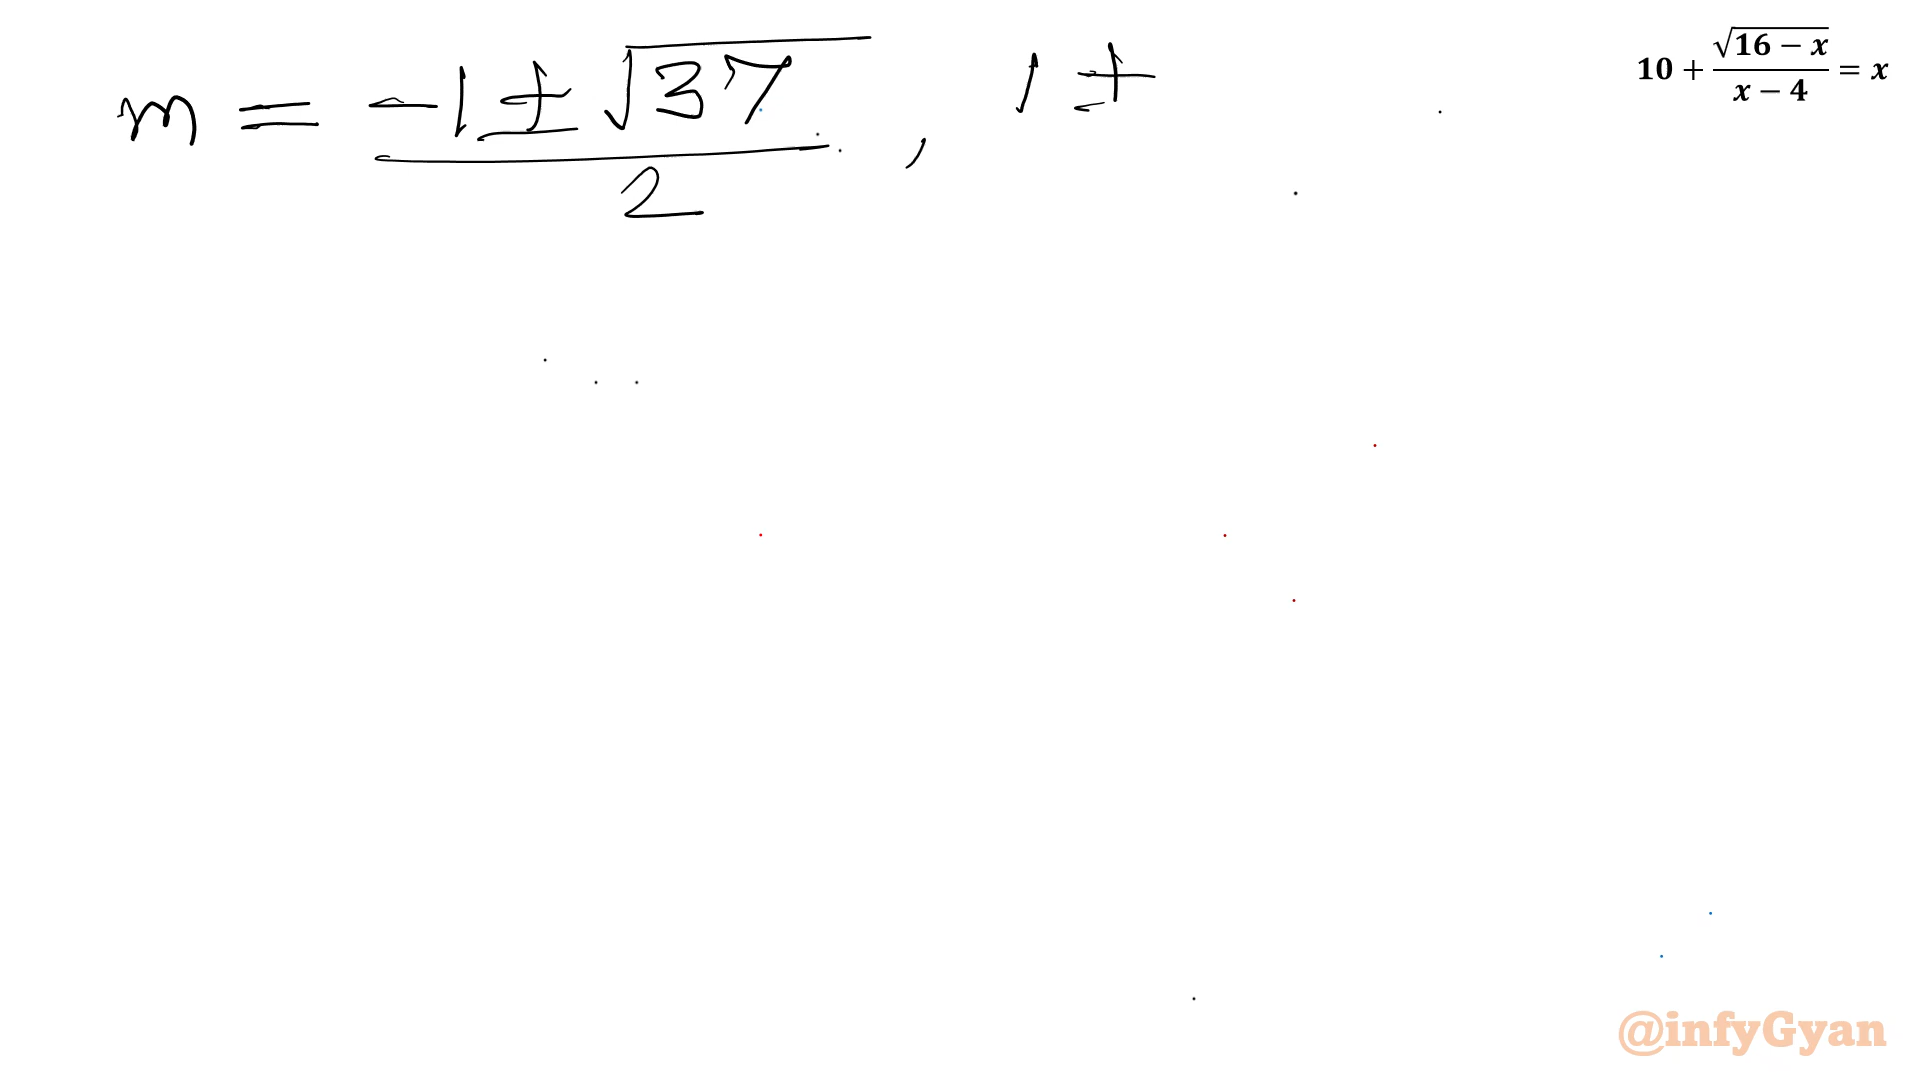 m = (-1 ± √37)/2 , 1 ±
10 + √(16 − x)/(x − 4) = x
@infyGyan